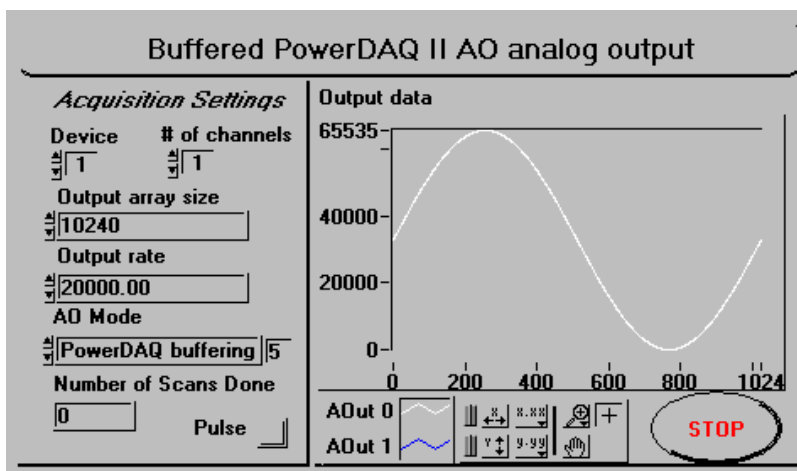 Buffered PowerDAQ II AO analog output
Acquisition Settings
Device # of channels
1 1
Output array size
10240
Output rate
20000.00
AO Mode
PowerDAQ buffering 5
Number of Scans Done
0
Pulse
Output data
65535
40000
20000
0
0 200 400 600 800 1024
AOut 0
AOut 1
X X.XX
Y Y.YY
STOP